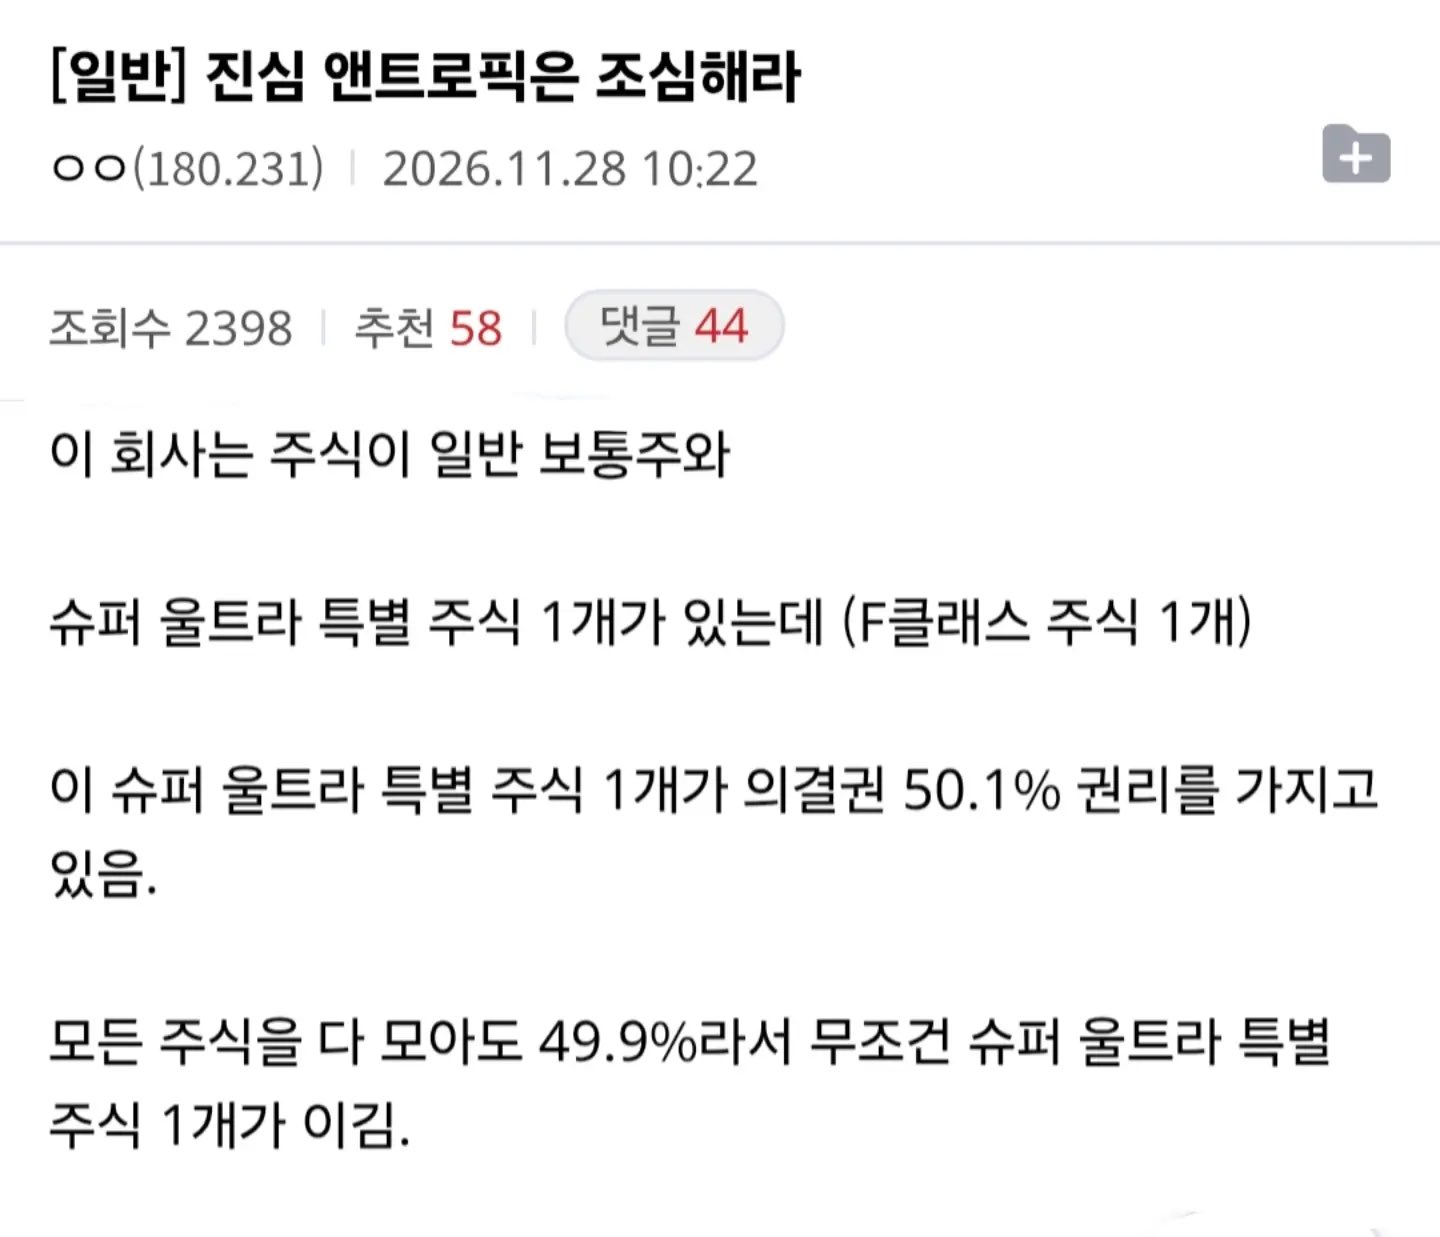 [일반] 진심 앤트로픽은 조심해라
ㅇㅇ(180.231) | 2026.11.28 10:22
조회수 2398 | 추천 58 | 댓글 44
이 회사는 주식이 일반 보통주와
슈퍼 울트라 특별 주식 1개가 있는데 (F클래스 주식 1개)
이 슈퍼 울트라 특별 주식 1개가 의결권 50.1% 권리를 가지고
있음.
모든 주식을 다 모아도 49.9%라서 무조건 슈퍼 울트라 특별
주식 1개가 이김.